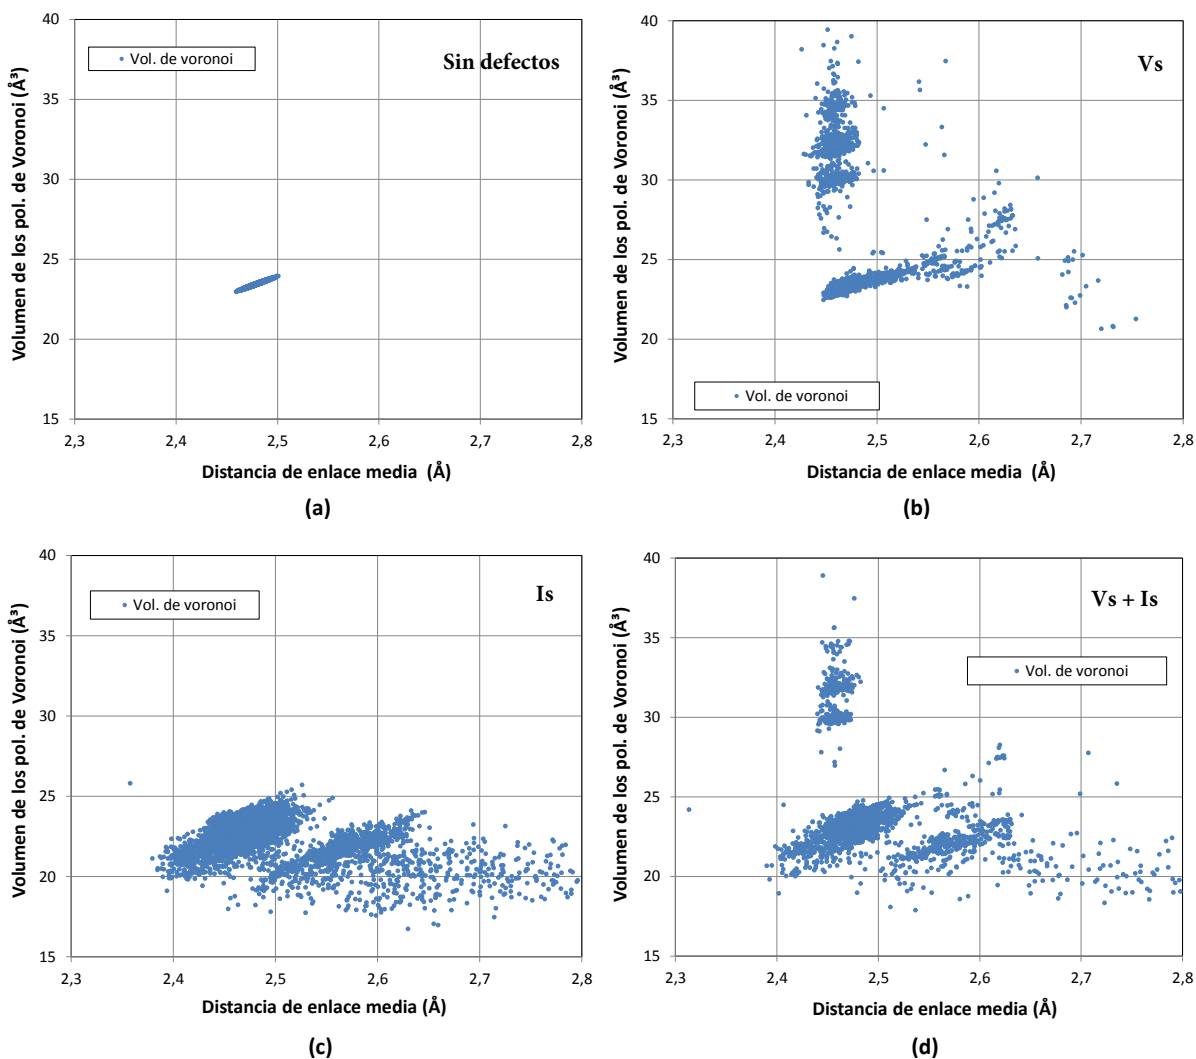 Volumen de los pol. de Voronoi (Å³)
40
35
30
25
20
15
Vol. de voronoi
Sin defectos
2,3
2,4
2,5
2,6
2,7
2,8
Distancia de enlace media (Å)
(a)
Volumen de los pol. de Voronoi (Å³)
40
35
30
25
20
15
Vs
Vol. de voronoi
2,3
2,4
2,5
2,6
2,7
2,8
Distancia de enlace media (Å)
(b)
Volumen de los pol. de Voronoi (Å³)
40
35
30
25
20
15
Vol. de voronoi
Is
2,3
2,4
2,5
2,6
2,7
2,8
Distancia de enlace media (Å)
(c)
Volumen de los pol. de Voronoi (Å³)
40
35
30
25
20
15
Vs + Is
Vol. de voronoi
2,3
2,4
2,5
2,6
2,7
2,8
Distancia de enlace media (Å)
(d)